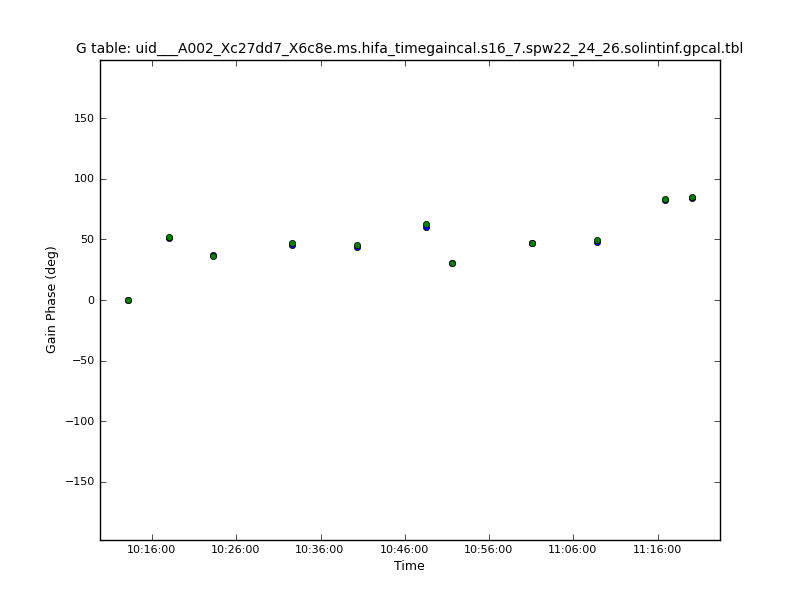 G table: uid___A002_Xc27dd7_X6c8e.ms.hifa_timegaincal.s16_7.spw22_24_26.solintinf.gpcal.tbl
150
100
50
0
−50
−100
−150
Gain Phase (deg)
10:16:00 10:26:00 10:36:00 10:46:00 10:56:00 11:06:00 11:16:00
Time